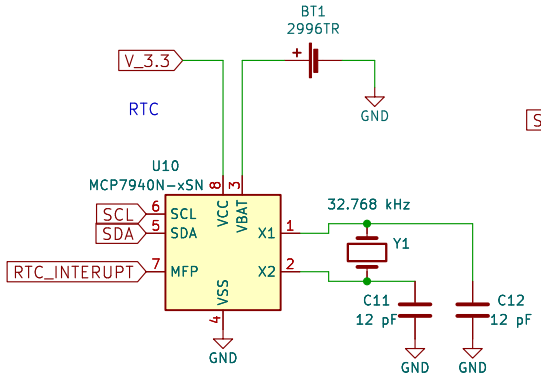 BT1
2996TR
V_3.3
+
GND
RTC
S
U10
MCP7940N-xSN
8
3
VCC
VBAT
32.768 kHz
SCL
6
SCL
SDA
5
SDA
X1
1
Y1
RTC_INTERUPT
7
MFP
X2
2
VSS
4
GND
C11
12 pF
C12
12 pF
GND
GND